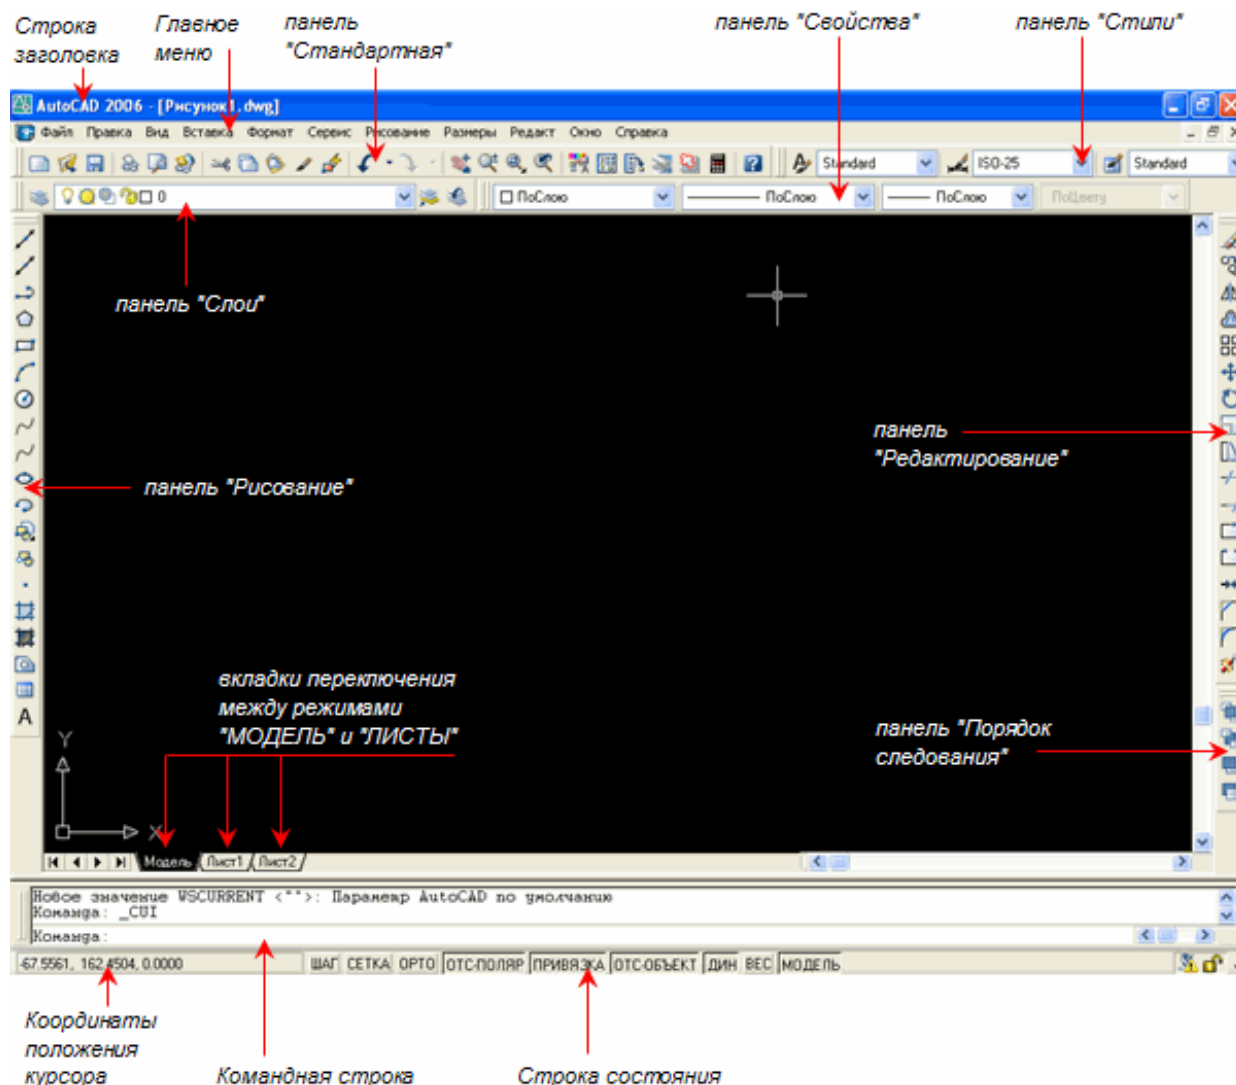 Строка
заголовка
Главное
меню
панель
"Стандартная"
панель "Свойства"
панель "Стили"
AutoCAD 2006 - [Рисунок1.dwg]
Файл Правка Вид Вставка Формат Сервис Рисование Размеры Редакт Окно Справка
Standard ISO-25 Standard
0 ПоСлою ПоСлою ПоСлою ПоЦвету
панель "Слои"
панель
"Редактирование"
панель "Рисование"
вкладки переключения
между режимами
"МОДЕЛЬ" и "ЛИСТЫ"
панель "Порядок
следования"
A
Y
X
Модель Лист1 Лист2
Новое значение WSCURRENT <"">: Параметр AutoCAD по умолчанию
Команда: _CUI
Команда:
-67.5561, 162.4504, 0.0000 ШАГ СЕТКА ОРТО ОТС-ПОЛЯР ПРИВЯЗКА ОТС-ОБЪЕКТ ДИН ВЕС МОДЕЛЬ
Координаты
положения
курсора
Командная строка
Строка состояния